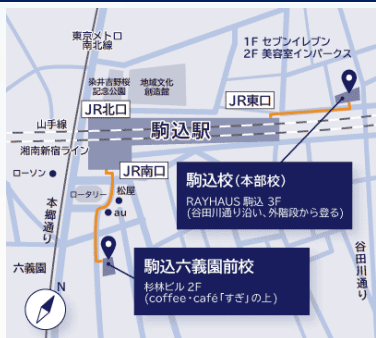 東京メトロ
南北線
1F セブンイレブン
2F 美容室インパークス
染井吉野桜
記念公園
地域文化
創造館
JR北口
JR東口
山手線
駒込駅
湘南新宿ライン
JR南口
ローソン
ロータリー
松屋
au
本郷通り
駒込校(本部校)
RAYHAUS 駒込 3F
(谷田川通り沿い、外階段から登る)
六義園
駒込六義園前校
杉林ビル 2F
(coffee・café「すぎ」の上)
谷田川通り
N